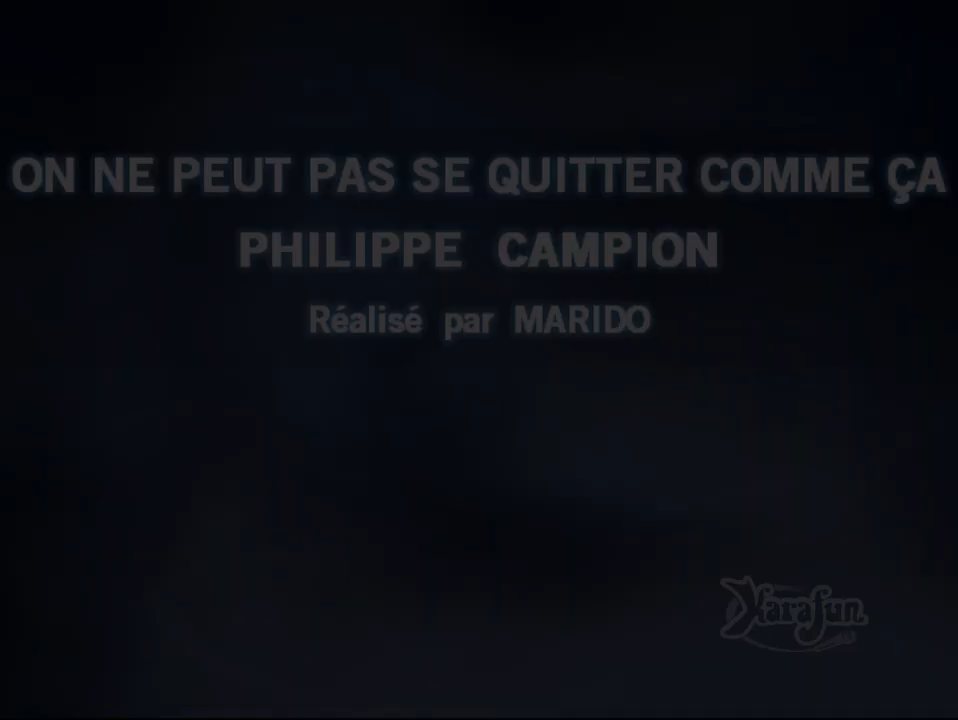 ON NE PEUT PAS SE QUITTER COMME ÇA
PHILIPPE CAMPION
Réalisé par MARIDO
Karafun